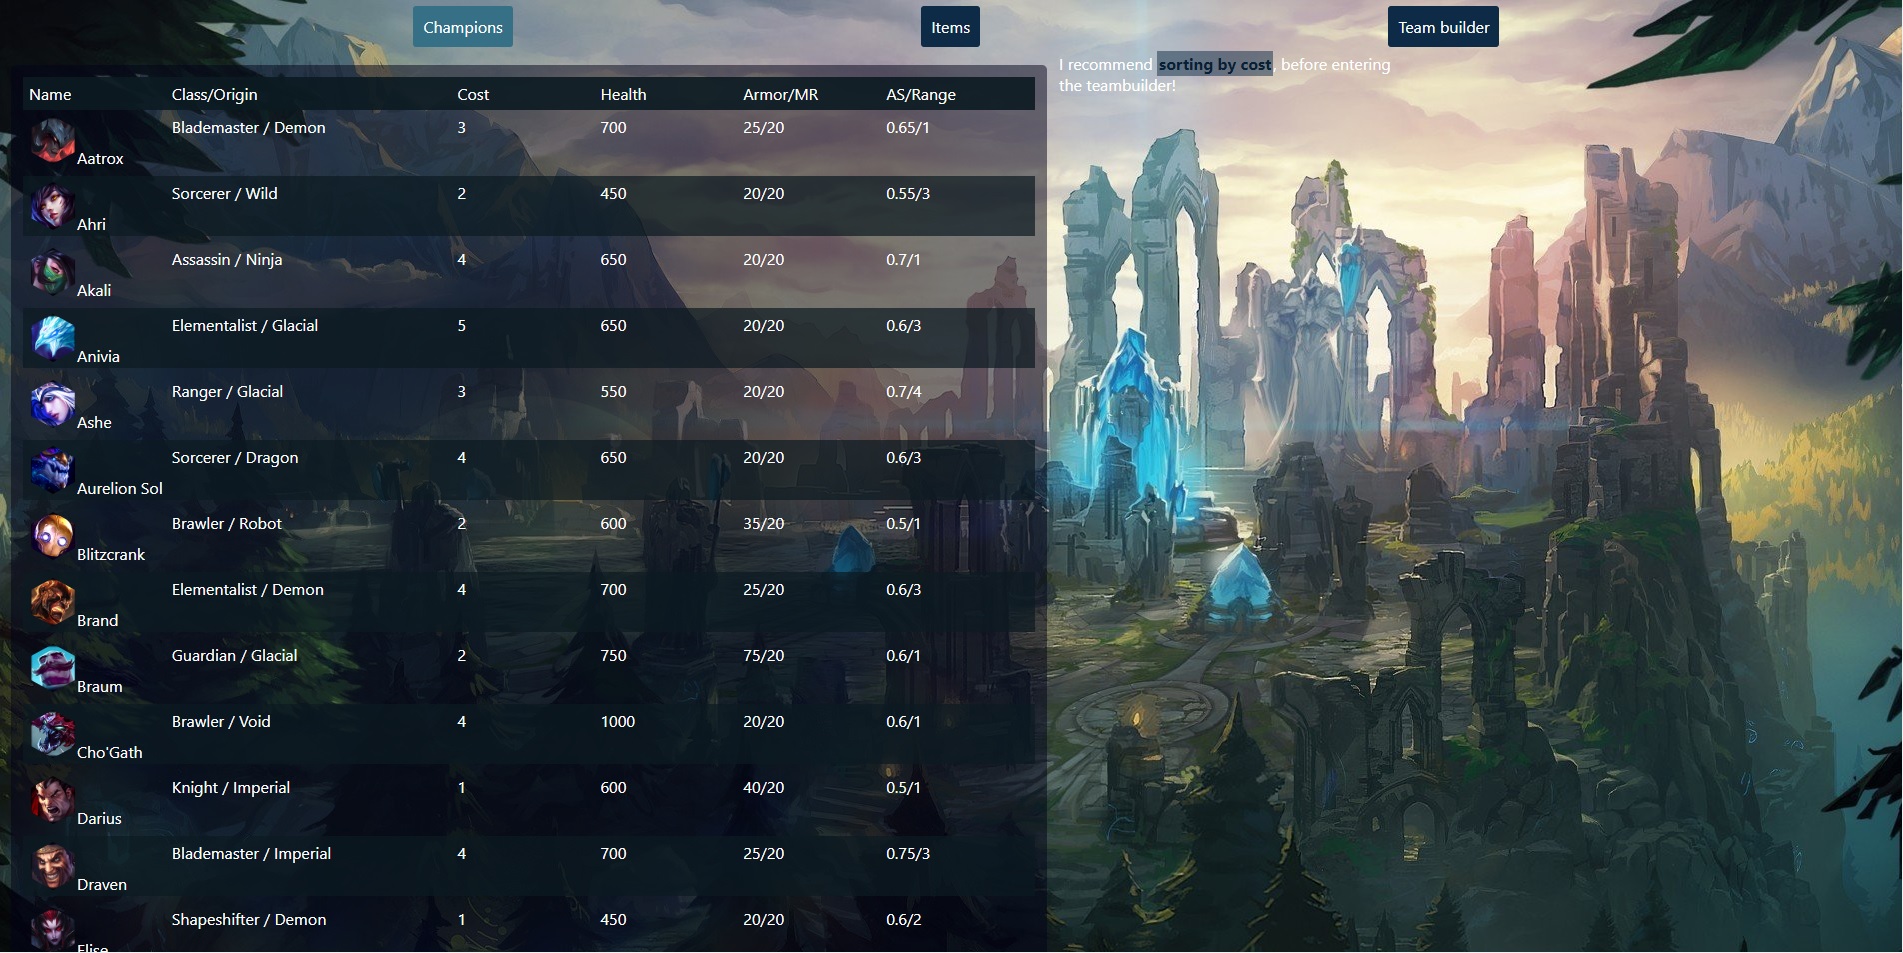 Champions Items Team builder
I recommend sorting by cost, before entering
the teambuilder!
Name Class/Origin Cost Health Armor/MR AS/Range
Blademaster / Demon 3 700 25/20 0.65/1
Aatrox
Sorcerer / Wild 2 450 20/20 0.55/3
Ahri
Assassin / Ninja 4 650 20/20 0.7/1
Akali
Elementalist / Glacial 5 650 20/20 0.6/3
Anivia
Ranger / Glacial 3 550 20/20 0.7/4
Ashe
Sorcerer / Dragon 4 650 20/20 0.6/3
Aurelion Sol
Brawler / Robot 2 600 35/20 0.5/1
Blitzcrank
Elementalist / Demon 4 700 25/20 0.6/3
Brand
Guardian / Glacial 2 750 75/20 0.6/1
Braum
Brawler / Void 4 1000 20/20 0.6/1
Cho'Gath
Knight / Imperial 1 600 40/20 0.5/1
Darius
Blademaster / Imperial 4 700 25/20 0.75/3
Draven
Shapeshifter / Demon 1 450 20/20 0.6/2
Elise